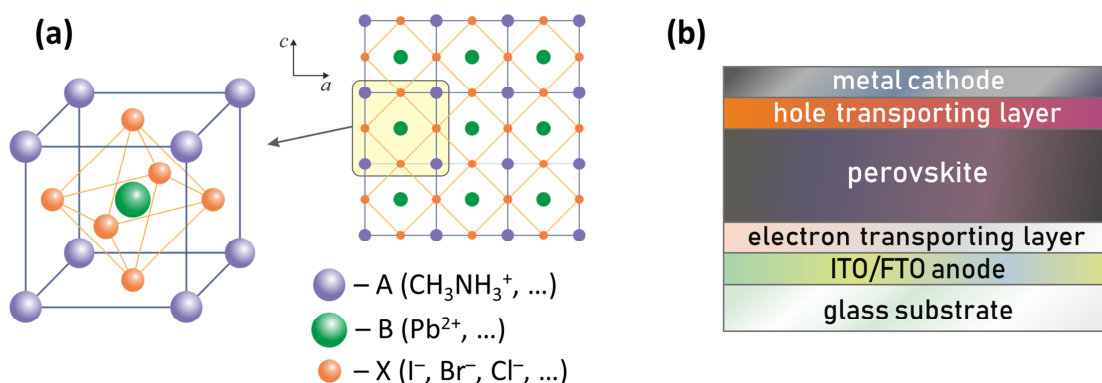 (a)
c
a
– A (CH₃NH₃⁺, ...)
– B (Pb²⁺, ...)
– X (I⁻, Br⁻, Cl⁻, ...)
(b)
metal cathode
hole transporting layer
perovskite
electron transporting layer
ITO/FTO anode
glass substrate